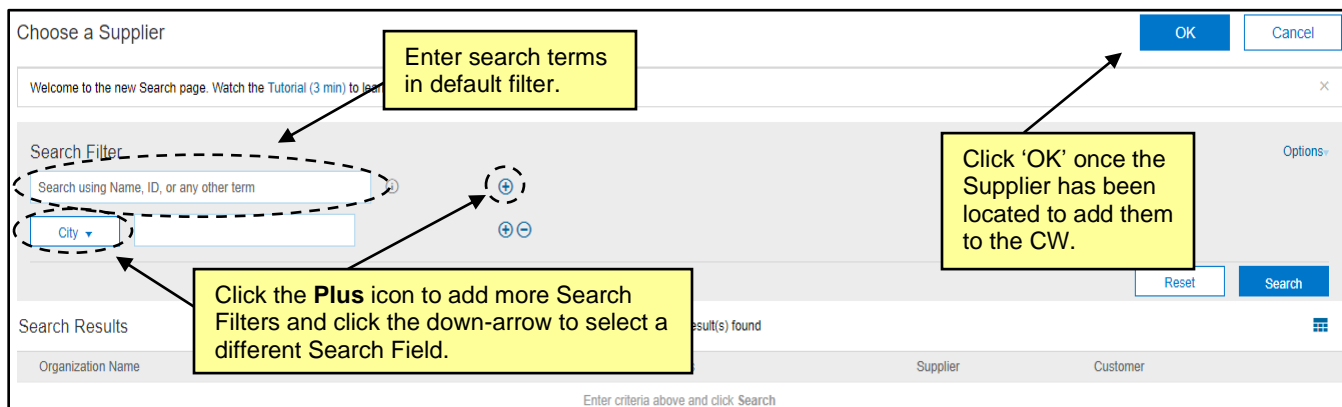 Choose a Supplier
OK
Cancel
Enter search terms
in default filter.
Welcome to the new Search page. Watch the Tutorial (3 min) to
Click 'OK' once the
Supplier has been
located to add them
to the CW.
Search Filter
Options
Search using Name, ID, or any other term
City
Click the Plus icon to add more Search
Filters and click the down-arrow to select a
different Search Field.
Reset
Search
Search Results
found
Organization Name
Supplier
Customer
Enter criteria above and click Search